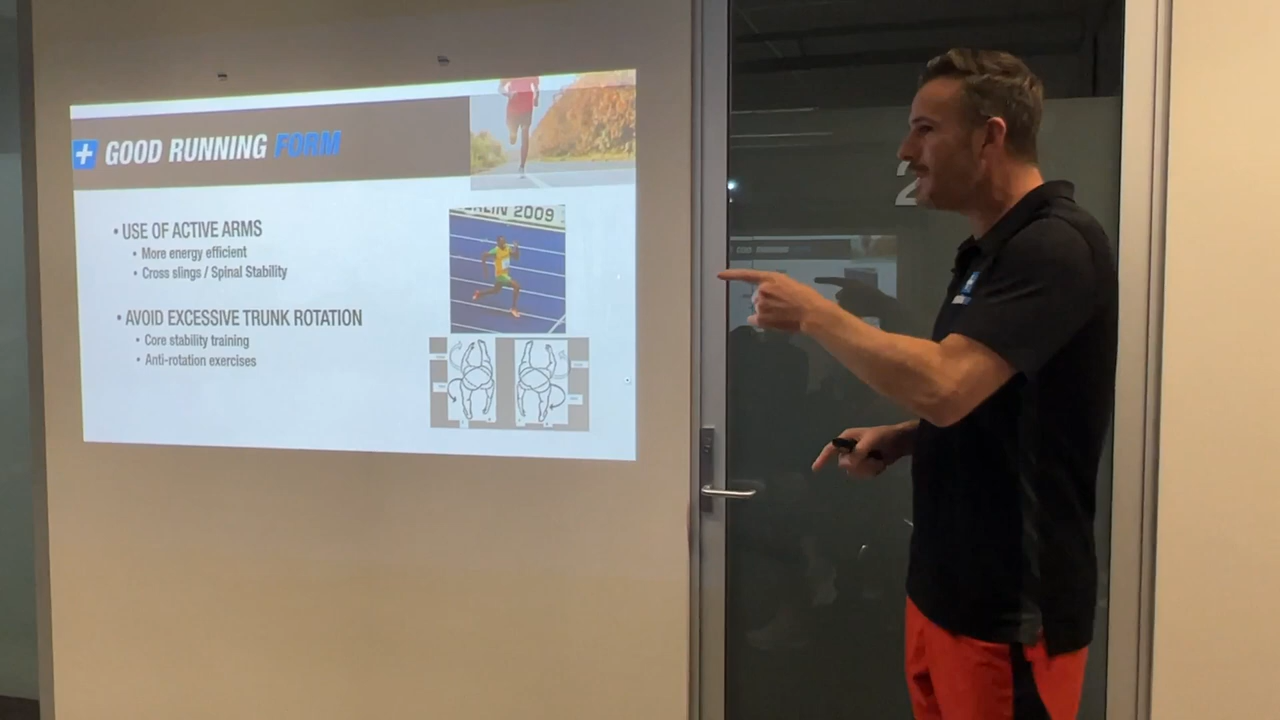 GOOD RUNNING FORM
• USE OF ACTIVE ARMS
• More energy efficient
• Cross slings / Spinal Stability
• AVOID EXCESSIVE TRUNK ROTATION
• Core stability training
• Anti-rotation exercises
2009
2